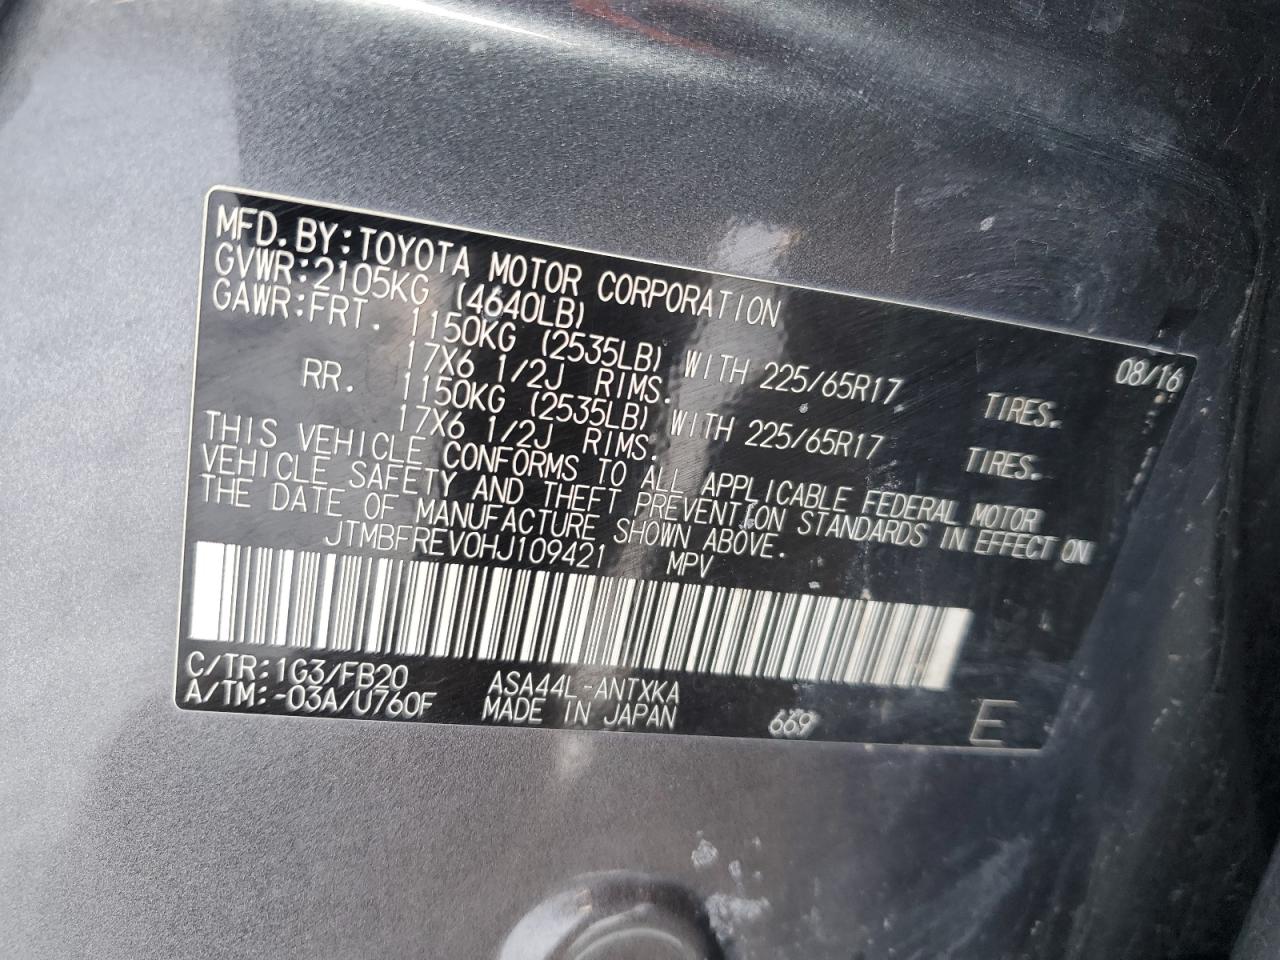 MFD.BY:TOYOTA MOTOR CORPORATION 08/16
GVWR:2105KG (4640LB)
GAWR:FRT. 1150KG (2535LB) WITH 225/65R17 TIRES.
17X6 1/2J RIMS.
RR. 1150KG (2535LB) WITH 225/65R17 TIRES.
17X6 1/2J RIMS.
THIS VEHICLE CONFORMS TO ALL APPLICABLE FEDERAL MOTOR
VEHICLE SAFETY AND THEFT PREVENTION STANDARDS IN EFFECT ON
THE DATE OF MANUFACTURE SHOWN ABOVE.
JTMBFREV0HJ109421 MPV
C/TR:1G3/FB20 ASA44L-ANTXKA
A/TM:-03A/U760F MADE IN JAPAN 669 E